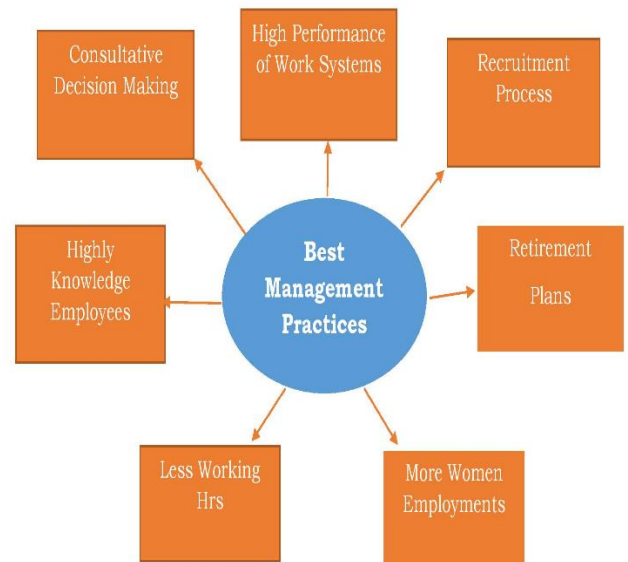 Consultative
Decision Making
High Performance
of Work Systems
Recruitment
Process
Highly
Knowledge
Employees
Best
Management
Practices
Retirement
Plans
Less Working
Hrs
More Women
Employments